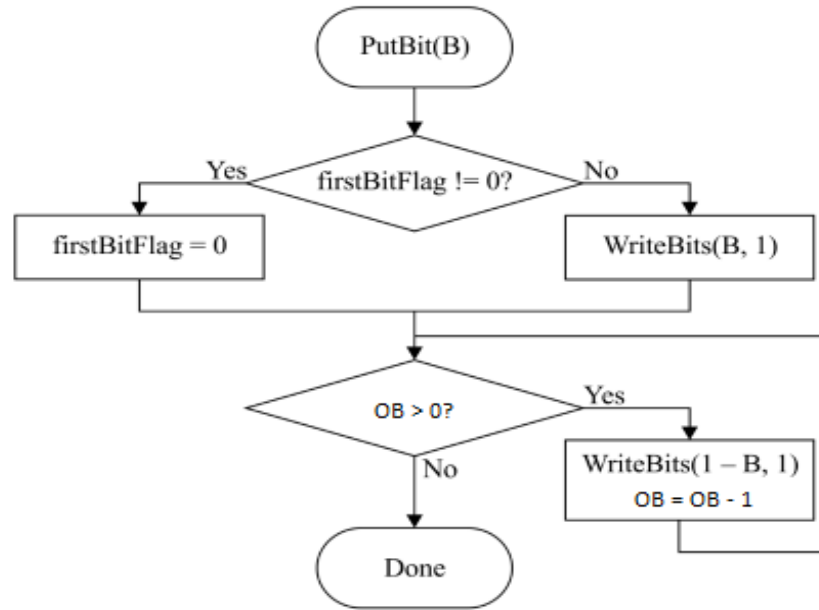 PutBit(B)
Yes
firstBitFlag != 0?
No
firstBitFlag = 0
WriteBits(B, 1)
OB > 0?
Yes
No
WriteBits(1 – B, 1)
OB = OB - 1
Done